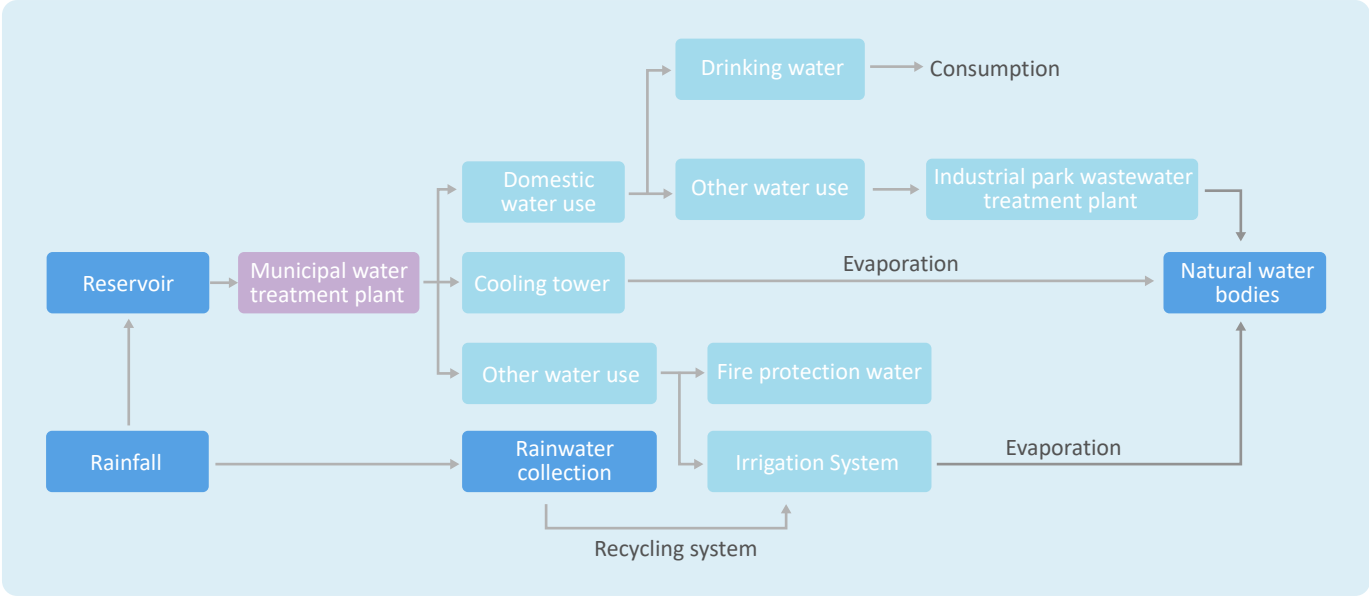 Drinking water
Consumption
Domestic
water use
Other water use
Industrial park wastewater
treatment plant
Reservoir
Municipal water
treatment plant
Cooling tower
Evaporation
Natural water
bodies
Other water use
Fire protection water
Rainfall
Rainwater
collection
Irrigation System
Evaporation
Recycling system